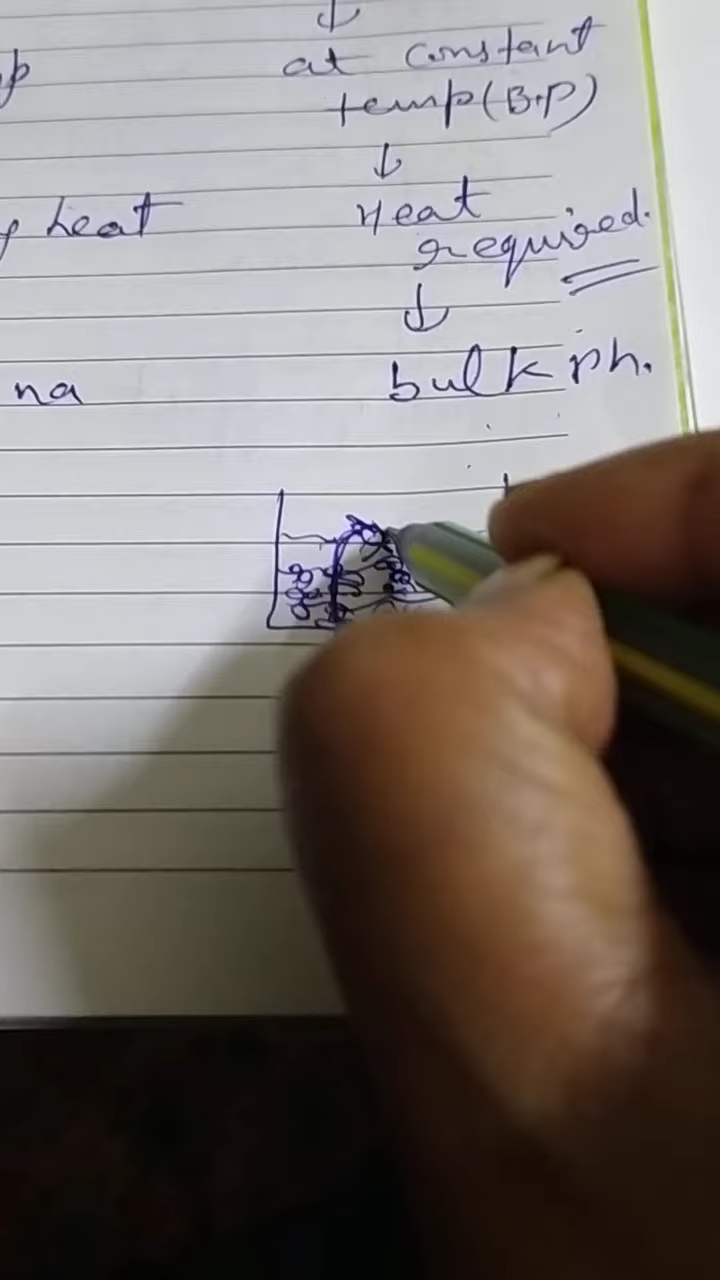 at constant
temp(B.P)
heat
Heat
required.
na
bulk ph.